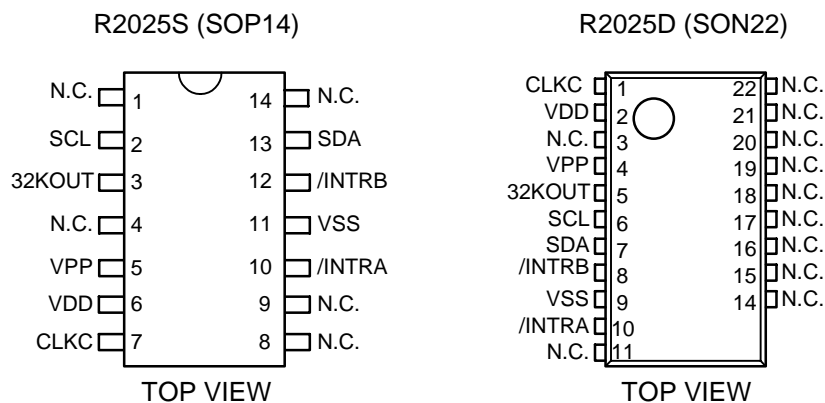 R2025S (SOP14)
N.C. 1 14 N.C.
SCL 2 13 SDA
32KOUT 3 12 /INTRB
N.C. 4 11 VSS
VPP 5 10 /INTRA
VDD 6 9 N.C.
CLKC 7 8 N.C.
TOP VIEW
R2025D (SON22)
CLKC 1 22 N.C.
VDD 2 21 N.C.
N.C. 3 20 N.C.
VPP 4 19 N.C.
32KOUT 5 18 N.C.
SCL 6 17 N.C.
SDA 7 16 N.C.
/INTRB 8 15 N.C.
VSS 9 14 N.C.
/INTRA 10
N.C. 11
TOP VIEW